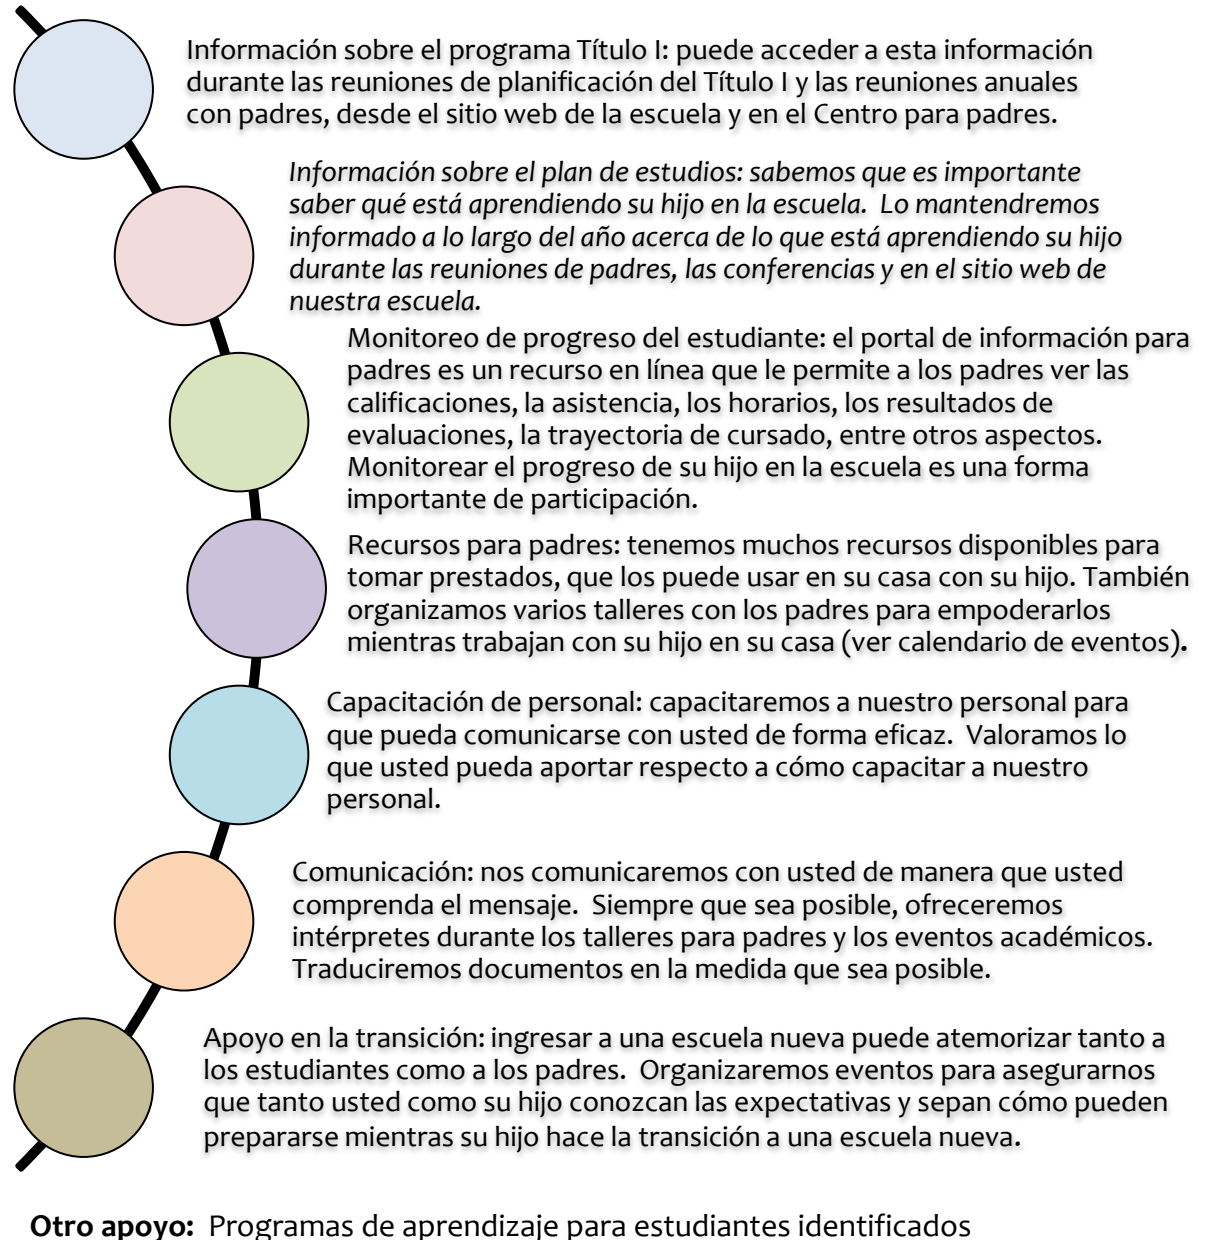 Información sobre el programa Título I: puede acceder a esta información
durante las reuniones de planificación del Título I y las reuniones anuales
con padres, desde el sitio web de la escuela y en el Centro para padres.
Información sobre el plan de estudios: sabemos que es importante
saber qué está aprendiendo su hijo en la escuela.  Lo mantendremos
informado a lo largo del año acerca de lo que está aprendiendo su hijo
durante las reuniones de padres, las conferencias y en el sitio web de
nuestra escuela.
Monitoreo de progreso del estudiante: el portal de información para
padres es un recurso en línea que le permite a los padres ver las
calificaciones, la asistencia, los horarios, los resultados de
evaluaciones, la trayectoria de cursado, entre otros aspectos.
Monitorear el progreso de su hijo en la escuela es una forma
importante de participación.
Recursos para padres: tenemos muchos recursos disponibles para
tomar prestados, que los puede usar en su casa con su hijo. También
organizamos varios talleres con los padres para empoderarlos
mientras trabajan con su hijo en su casa (ver calendario de eventos).
Capacitación de personal: capacitaremos a nuestro personal para
que pueda comunicarse con usted de forma eficaz.  Valoramos lo
que usted pueda aportar respecto a cómo capacitar a nuestro
personal.
Comunicación: nos comunicaremos con usted de manera que usted
comprenda el mensaje.  Siempre que sea posible, ofreceremos
intérpretes durante los talleres para padres y los eventos académicos.
Traduciremos documentos en la medida que sea posible.
Apoyo en la transición: ingresar a una escuela nueva puede atemorizar tanto a
los estudiantes como a los padres.  Organizaremos eventos para asegurarnos
que tanto usted como su hijo conozcan las expectativas y sepan cómo pueden
prepararse mientras su hijo hace la transición a una escuela nueva.
Otro apoyo:  Programas de aprendizaje para estudiantes identificados